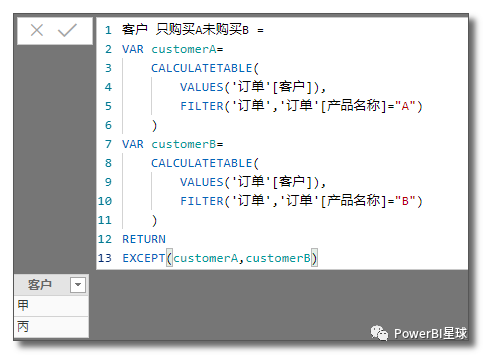 1 客户 只购买A未购买B =
2 VAR customerA=
3 CALCULATETABLE(
4 VALUES('订单'[客户]),
5 FILTER('订单','订单'[产品名称]="A")
6 )
7 VAR customerB=
8 CALCULATETABLE(
9 VALUES('订单'[客户]),
10 FILTER('订单','订单'[产品名称]="B")
11 )
12 RETURN
13 EXCEPT(customerA,customerB)
客户
甲
丙
PowerBI星球